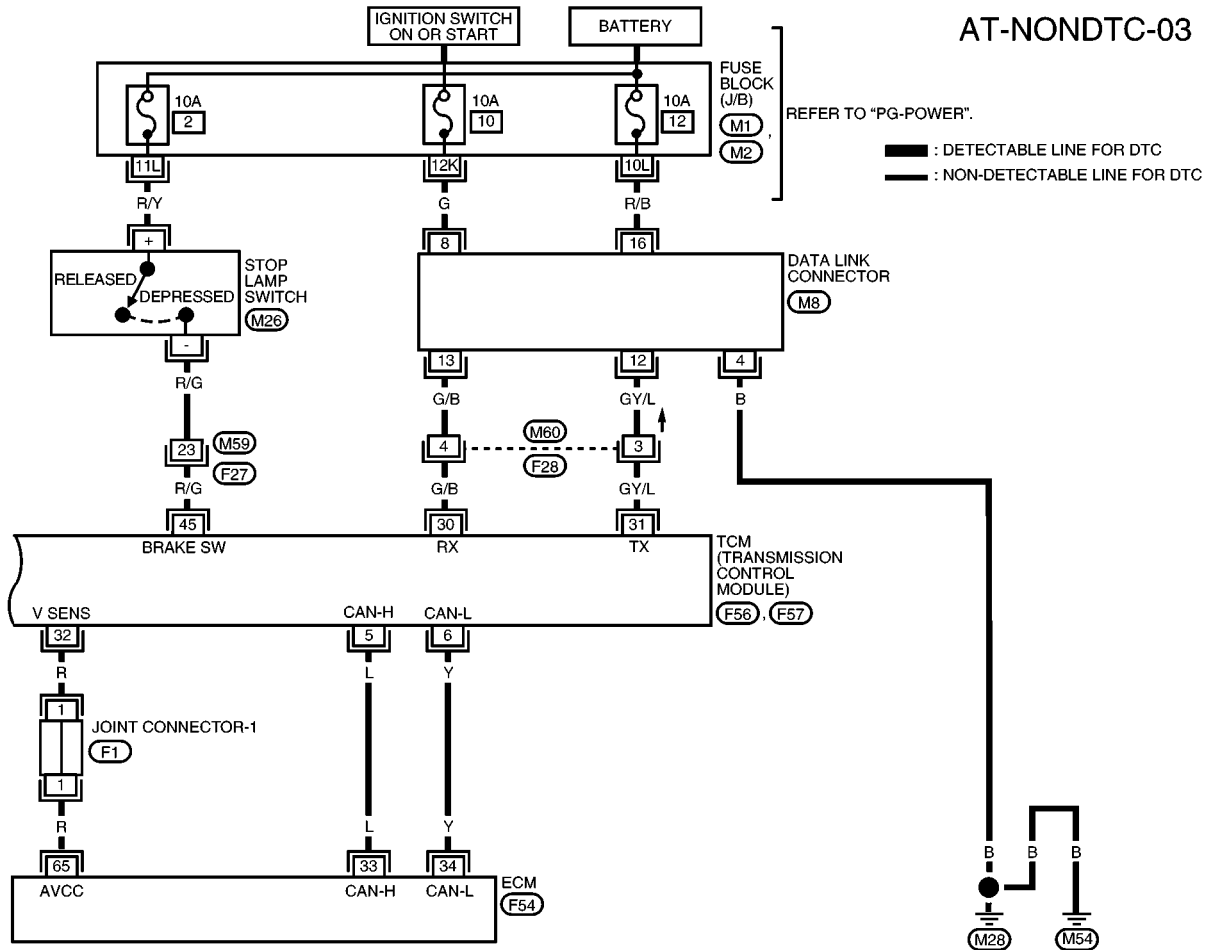 AT-NONDTC-03
IGNITION SWITCH
ON OR START
BATTERY
FUSE
BLOCK
(J/B)
M1
,
M2
REFER TO “PG-POWER”.
10A
2
10A
10
10A
12
: DETECTABLE LINE FOR DTC
: NON-DETECTABLE LINE FOR DTC
11L
12K
10L
R/Y
G
R/B
+
8
16
RELEASED
DEPRESSED
STOP
LAMP
SWITCH
M26
DATA LINK
CONNECTOR
M8
-
13
12
4
R/G
G/B
GY/L
B
23
M59
F27
4
M60
F28
3
R/G
G/B
GY/L
45
30
31
BRAKE SW
RX
TX
TCM
(TRANSMISSION
CONTROL
MODULE)
F56 , F57
V SENS
CAN-H
CAN-L
32
5
6
R
L
Y
1
JOINT CONNECTOR-1
F1
1
R
L
Y
B
B
B
65
33
34
AVCC
CAN-H
CAN-L
ECM
F54
M28
M54